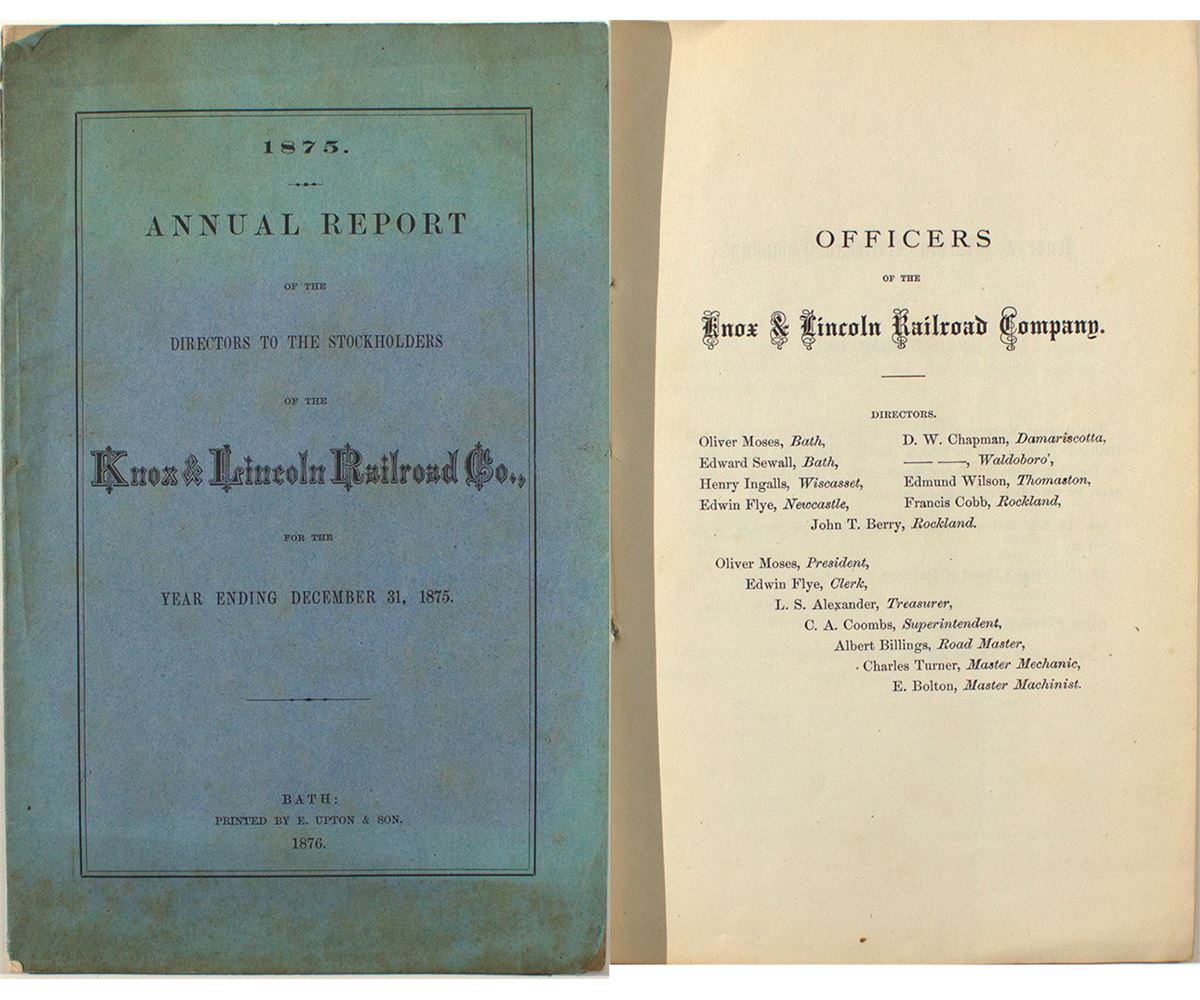 1875.
ANNUAL REPORT
OF THE
DIRECTORS TO THE STOCKHOLDERS
OF THE
Knox & Lincoln Railroad Co.,
FOR THE
YEAR ENDING DECEMBER 31, 1875.
BATH:
PRINTED BY E. UPTON & SON.
1876.
OFFICERS
OF THE
Knox & Lincoln Railroad Company.
DIRECTORS.
Oliver Moses, Bath,
Edward Sewall, Bath,
Henry Ingalls, Wiscasset,
Edwin Flye, Newcastle,
D. W. Chapman, Damariscotta,
—— ——, Waldoboro',
Edmund Wilson, Thomaston,
Francis Cobb, Rockland,
John T. Berry, Rockland.
Oliver Moses, President,
Edwin Flye, Clerk,
L. S. Alexander, Treasurer,
C. A. Coombs, Superintendent,
Albert Billings, Road Master,
Charles Turner, Master Mechanic,
E. Bolton, Master Machinist.